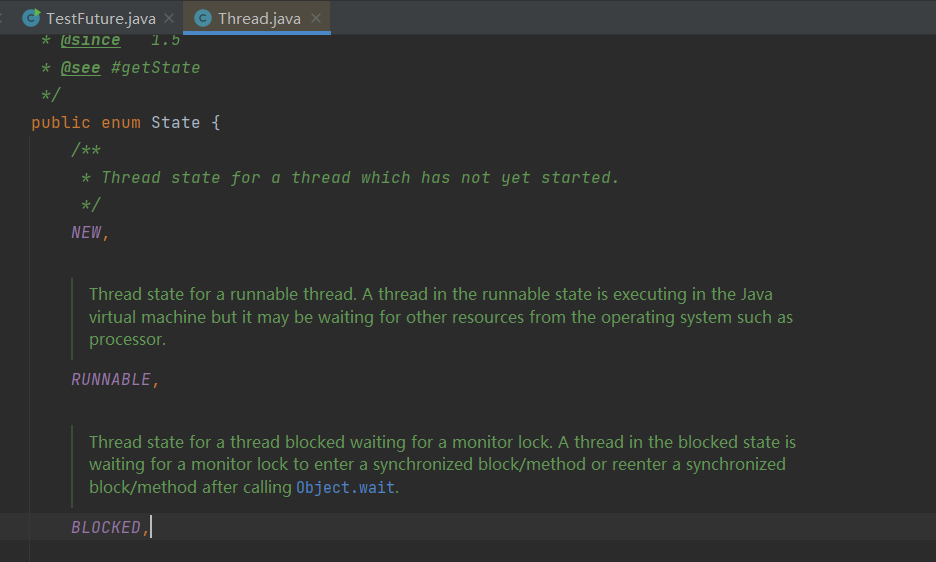 TestFuture.java Thread.java
* @since 1.5
* @see #getState
*/
public enum State {
/**
* Thread state for a thread which has not yet started.
*/
NEW,
Thread state for a runnable thread. A thread in the runnable state is executing in the Java
virtual machine but it may be waiting for other resources from the operating system such as
processor.
RUNNABLE,
Thread state for a thread blocked waiting for a monitor lock. A thread in the blocked state is
waiting for a monitor lock to enter a synchronized block/method or reenter a synchronized
block/method after calling Object.wait.
BLOCKED,